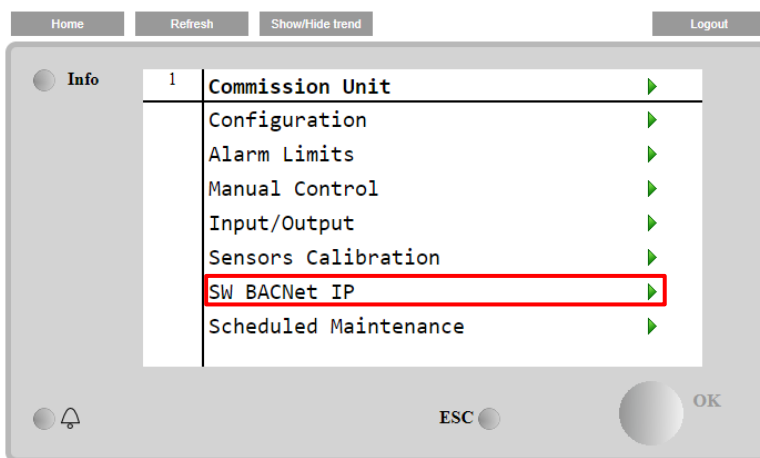 Home Refresh Show/Hide trend Logout
Info
1 Commission Unit
Configuration
Alarm Limits
Manual Control
Input/Output
Sensors Calibration
SW BACNet IP
Scheduled Maintenance
ESC OK